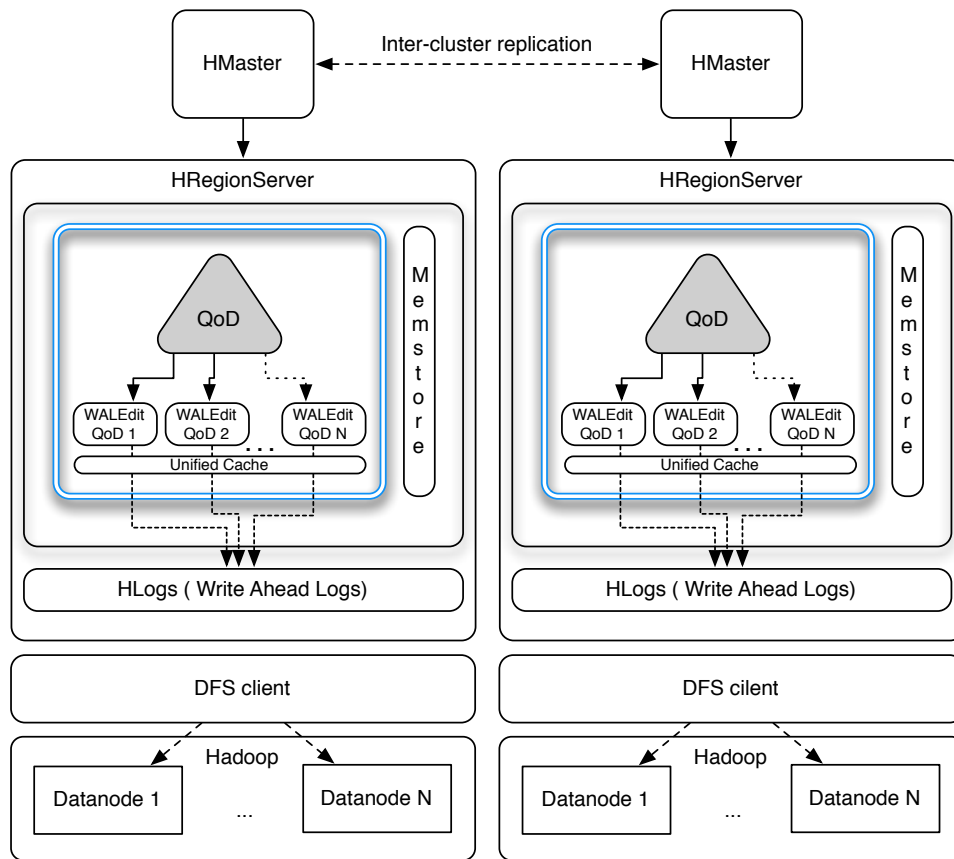 Inter-cluster replication
HMaster
HMaster
HRegionServer
QoD
WALEdit
QoD 1
WALEdit
QoD 2
. . .
WALEdit
QoD N
Unified Cache
Memstore
HLogs ( Write Ahead Logs)
DFS client
Hadoop
Datanode 1
...
Datanode N
HRegionServer
QoD
WALEdit
QoD 1
WALEdit
QoD 2
. . .
WALEdit
QoD N
Unified Cache
Memstore
HLogs ( Write Ahead Logs)
DFS cilent
Hadoop
Datanode 1
...
Datanode N